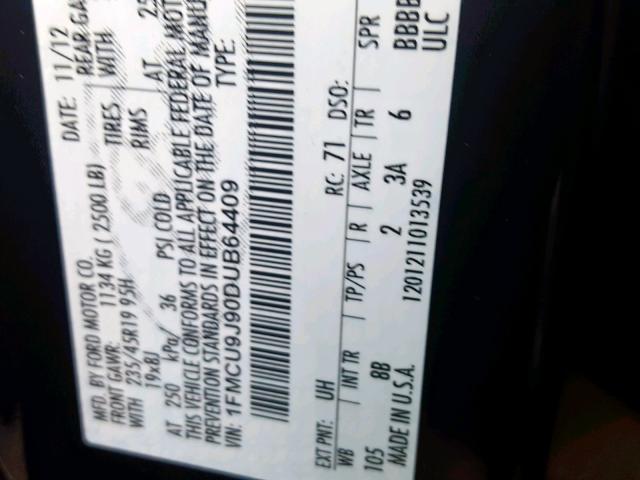 MFD. BY FORD MOTOR CO.
DATE: 11/12
FRONT GAWR: REAR GA
1134 KG ( 2500 LB)
WITH 235/45R19 95H TIRES WITH
19x8J RIMS 25
AT 250 kPa/ 36 PSI COLD AT
THIS VEHICLE CONFORMS TO ALL APPLICABLE FEDERAL MOT
PREVENTION STANDARDS IN EFFECT ON THE DATE OF MANU
VIN: 1FMCU9J90DUB64409
TYPE:
EXT PNT: UH RC: 71 DSO:
WB INT TR TP/PS R AXLE TR SPR
105 8B 2 3A 6 BBBB
MADE IN U.S.A. 1201211013539 ULC